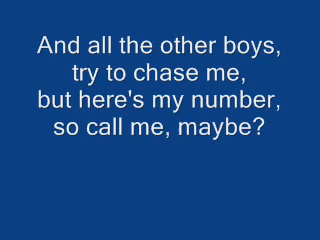 And all the other boys,
try to chase me,
but here's my number,
so call me, maybe?